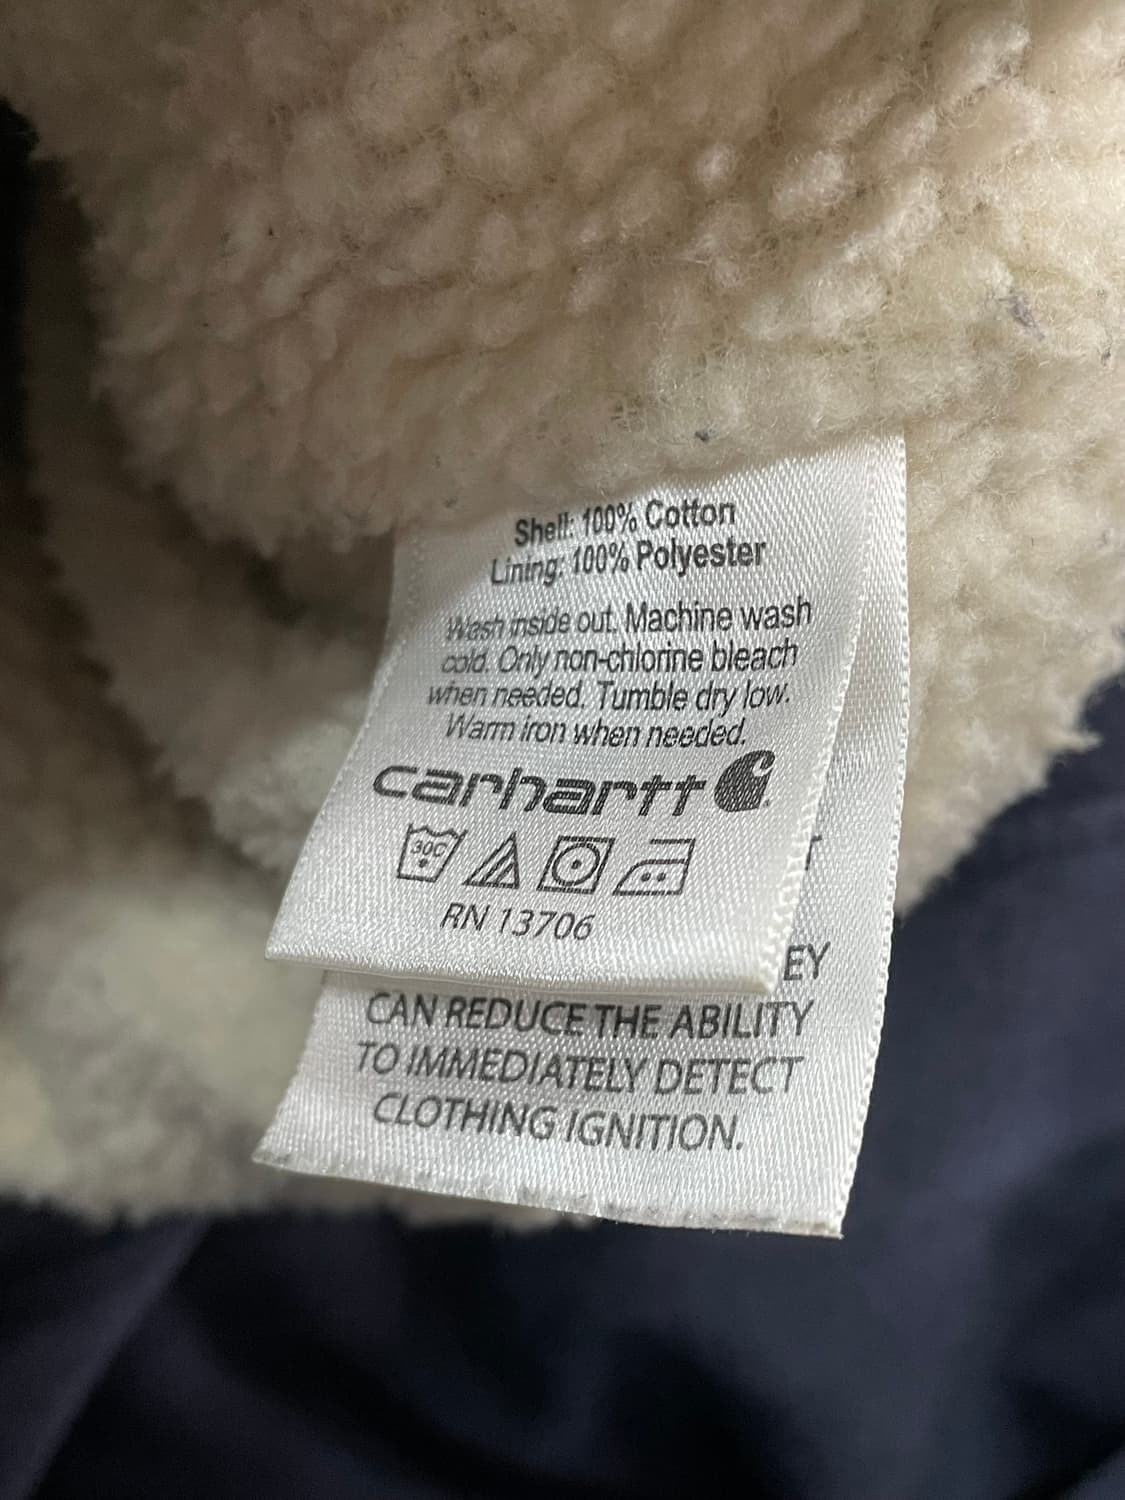 Shell: 100% Cotton
Lining: 100% Polyester
Wash inside out. Machine wash
cold. Only non-chlorine bleach
when needed. Tumble dry low.
Warm iron when needed.
carhartt
30C
RN 13706
T
EY
CAN REDUCE THE ABILITY
TO IMMEDIATELY DETECT
CLOTHING IGNITION.